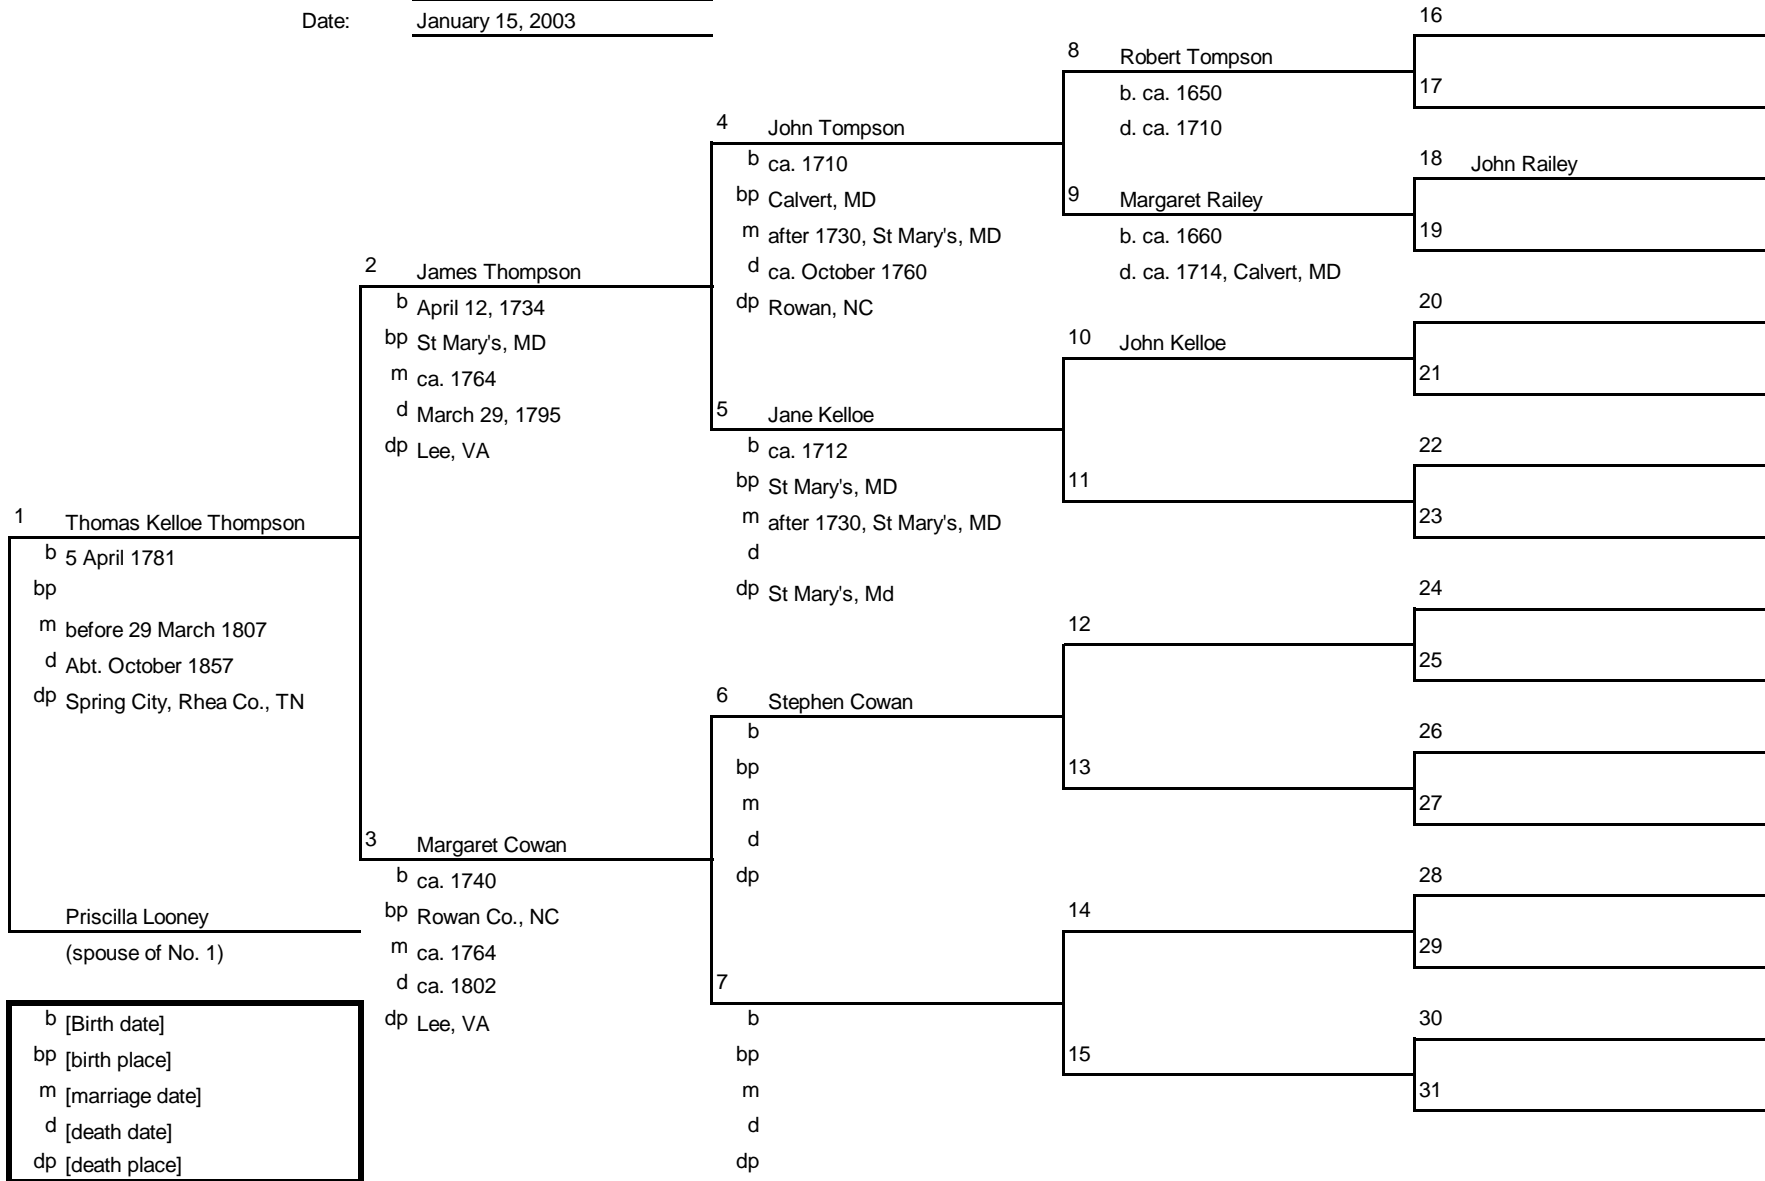 Date: January 15, 2003
1 Thomas Kelloe Thompson
b 5 April 1781
bp
m before 29 March 1807
d Abt. October 1857
dp Spring City, Rhea Co., TN
Priscilla Looney
(spouse of No. 1)
b [Birth date]
bp [birth place]
m [marriage date]
d [death date]
dp [death place]
2 James Thompson
b April 12, 1734
bp St Mary's, MD
m ca. 1764
d March 29, 1795
dp Lee, VA
3 Margaret Cowan
b ca. 1740
bp Rowan Co., NC
m ca. 1764
d ca. 1802
dp Lee, VA
4 John Tompson
b ca. 1710
bp Calvert, MD
m after 1730, St Mary's, MD
d ca. October 1760
dp Rowan, NC
5 Jane Kelloe
b ca. 1712
bp St Mary's, MD
m after 1730, St Mary's, MD
d
dp St Mary's, Md
6 Stephen Cowan
b
bp
m
d
dp
7
b
bp
m
d
dp
8 Robert Tompson
b. ca. 1650
d. ca. 1710
9 Margaret Railey
b. ca. 1660
d. ca. 1714, Calvert, MD
10 John Kelloe
11
12
13
14
15
16
17
18 John Railey
19
20
21
22
23
24
25
26
27
28
29
30
31